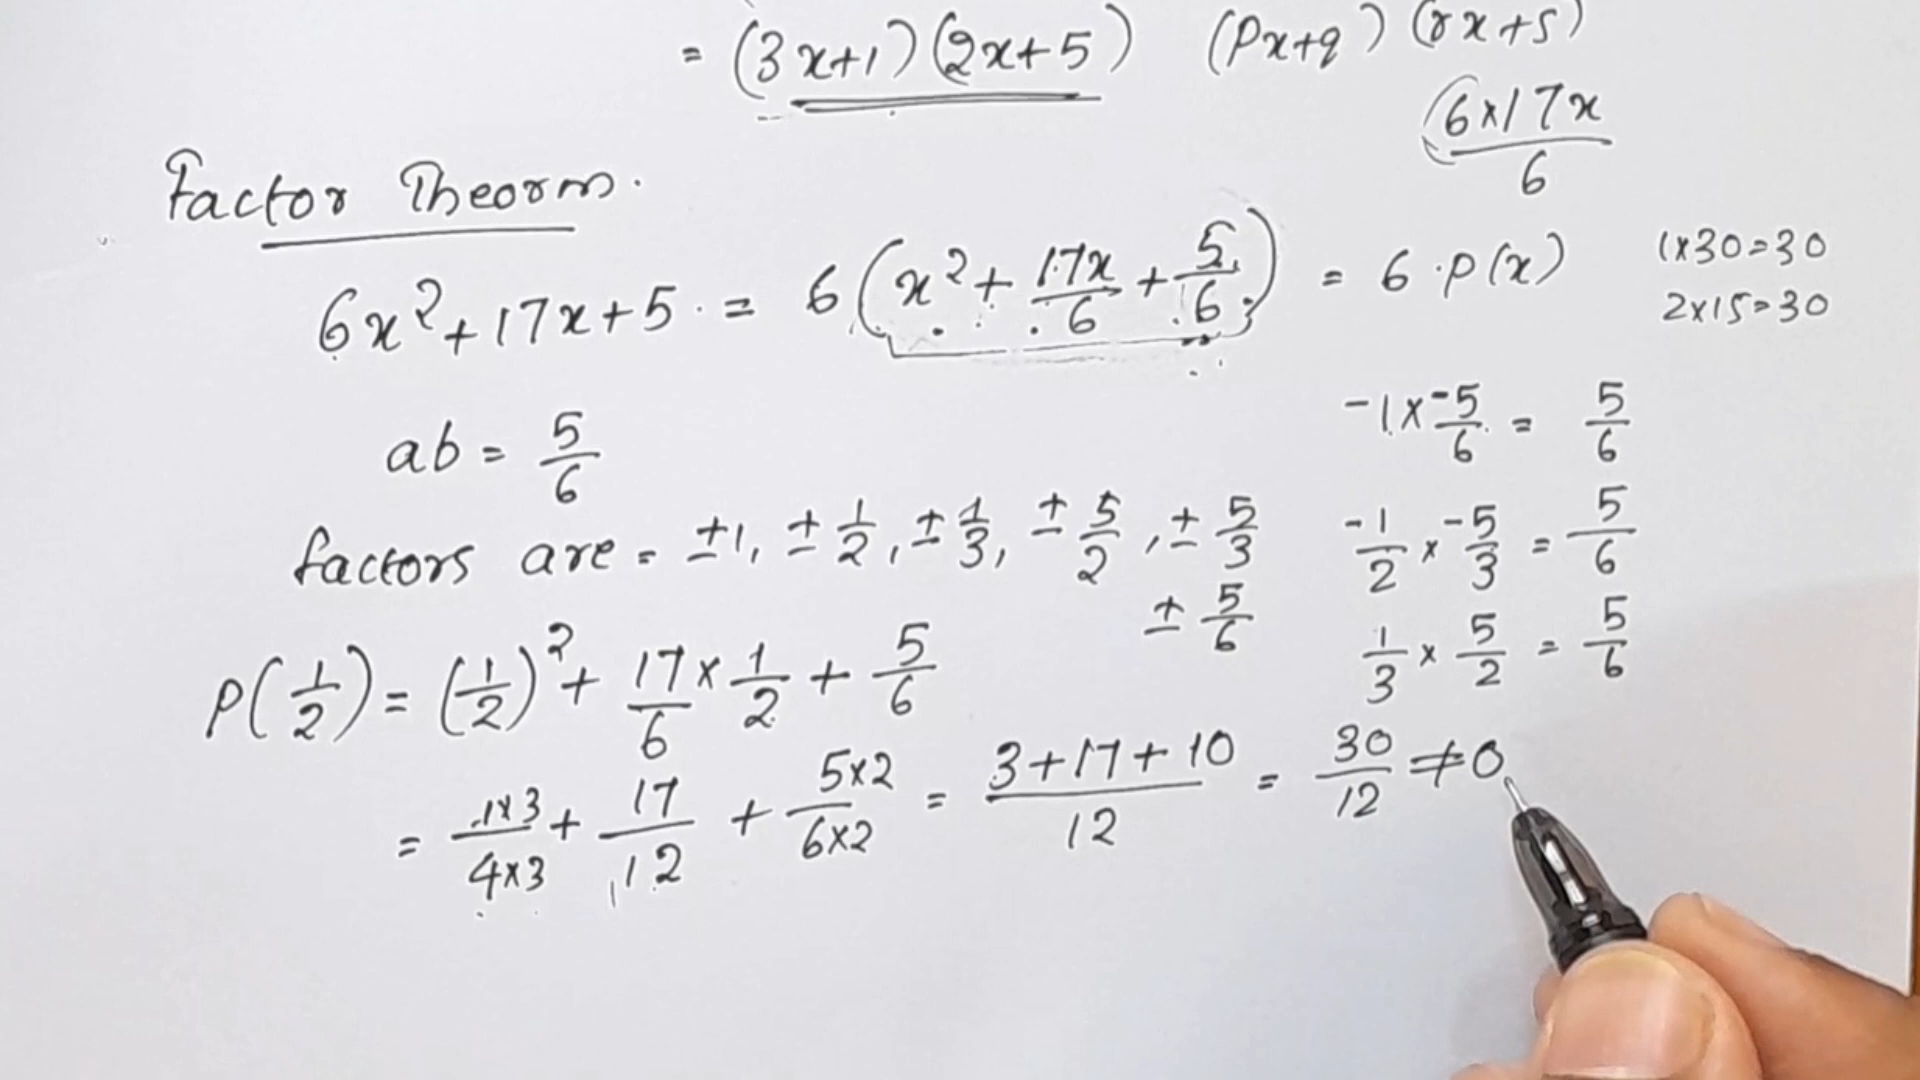 = (3x+1)(2x+5) (Px+q)(rx+s)
6x17x/6
Factor Theorm.
6x²+17x+5 = 6(x²+17x/6+5/6) = 6.P(x)
1x30=30
2x15=30
ab = 5/6
-1x-5/6 = 5/6
factors are = ±1, ±1/2, ±1/3, ±5/2, ±5/3
±5/6
-1/2 x -5/3 = 5/6
1/3 x 5/2 = 5/6
P(1/2) = (1/2)² + 17/6 x 1/2 + 5/6
= 1x3/4x3 + 17/12 + 5x2/6x2 = 3+17+10/12 = 30/12 ≠ 0